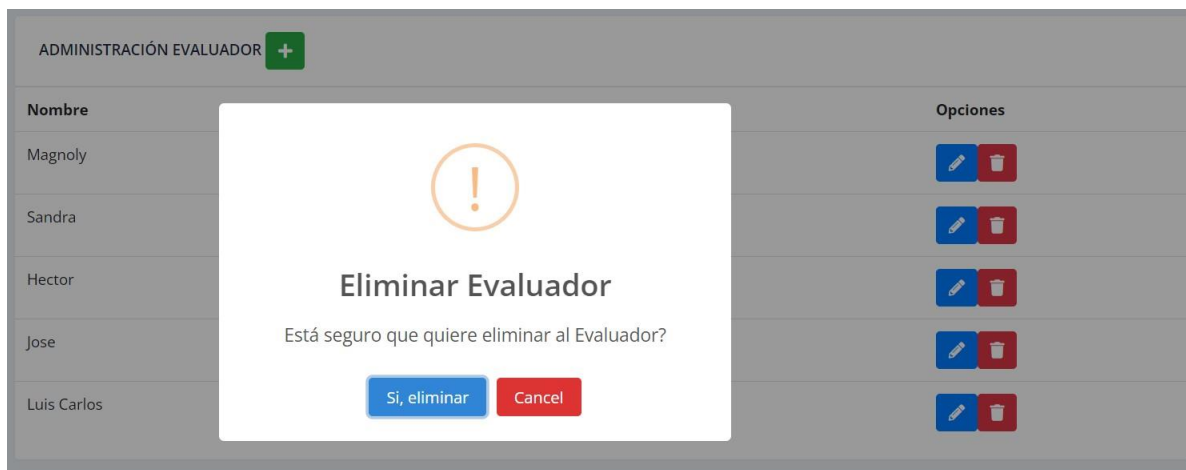 ADMINISTRACIÓN EVALUADOR +
Nombre Opciones
Magnoly
Sandra
Hector
Jose
Luis Carlos
!
Eliminar Evaluador
Está seguro que quiere eliminar al Evaluador?
Si, eliminar Cancel